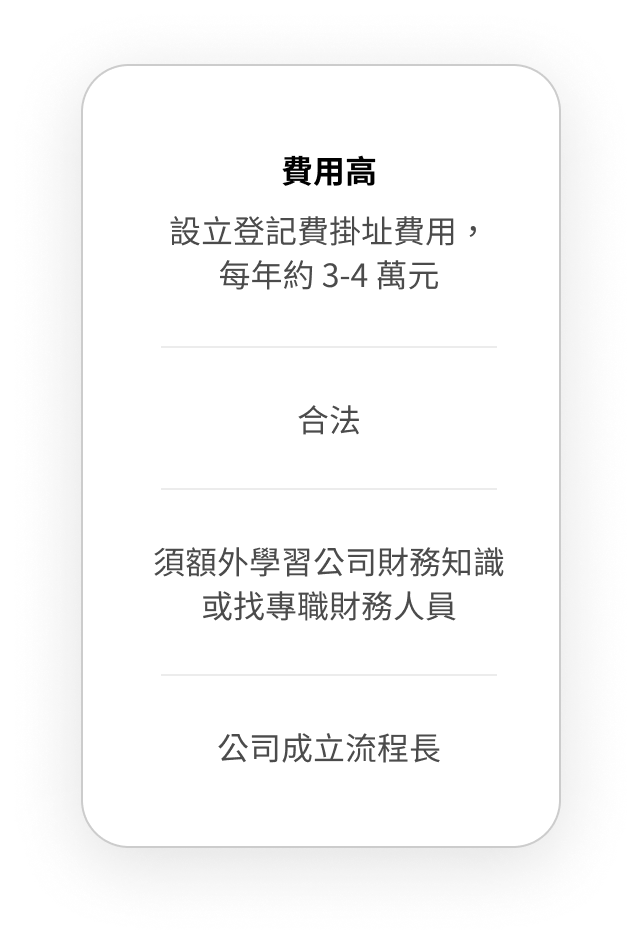 費用高
設立登記費掛址費用，
每年約 3-4 萬元
合法
須額外學習公司財務知識
或找專職財務人員
公司成立流程長